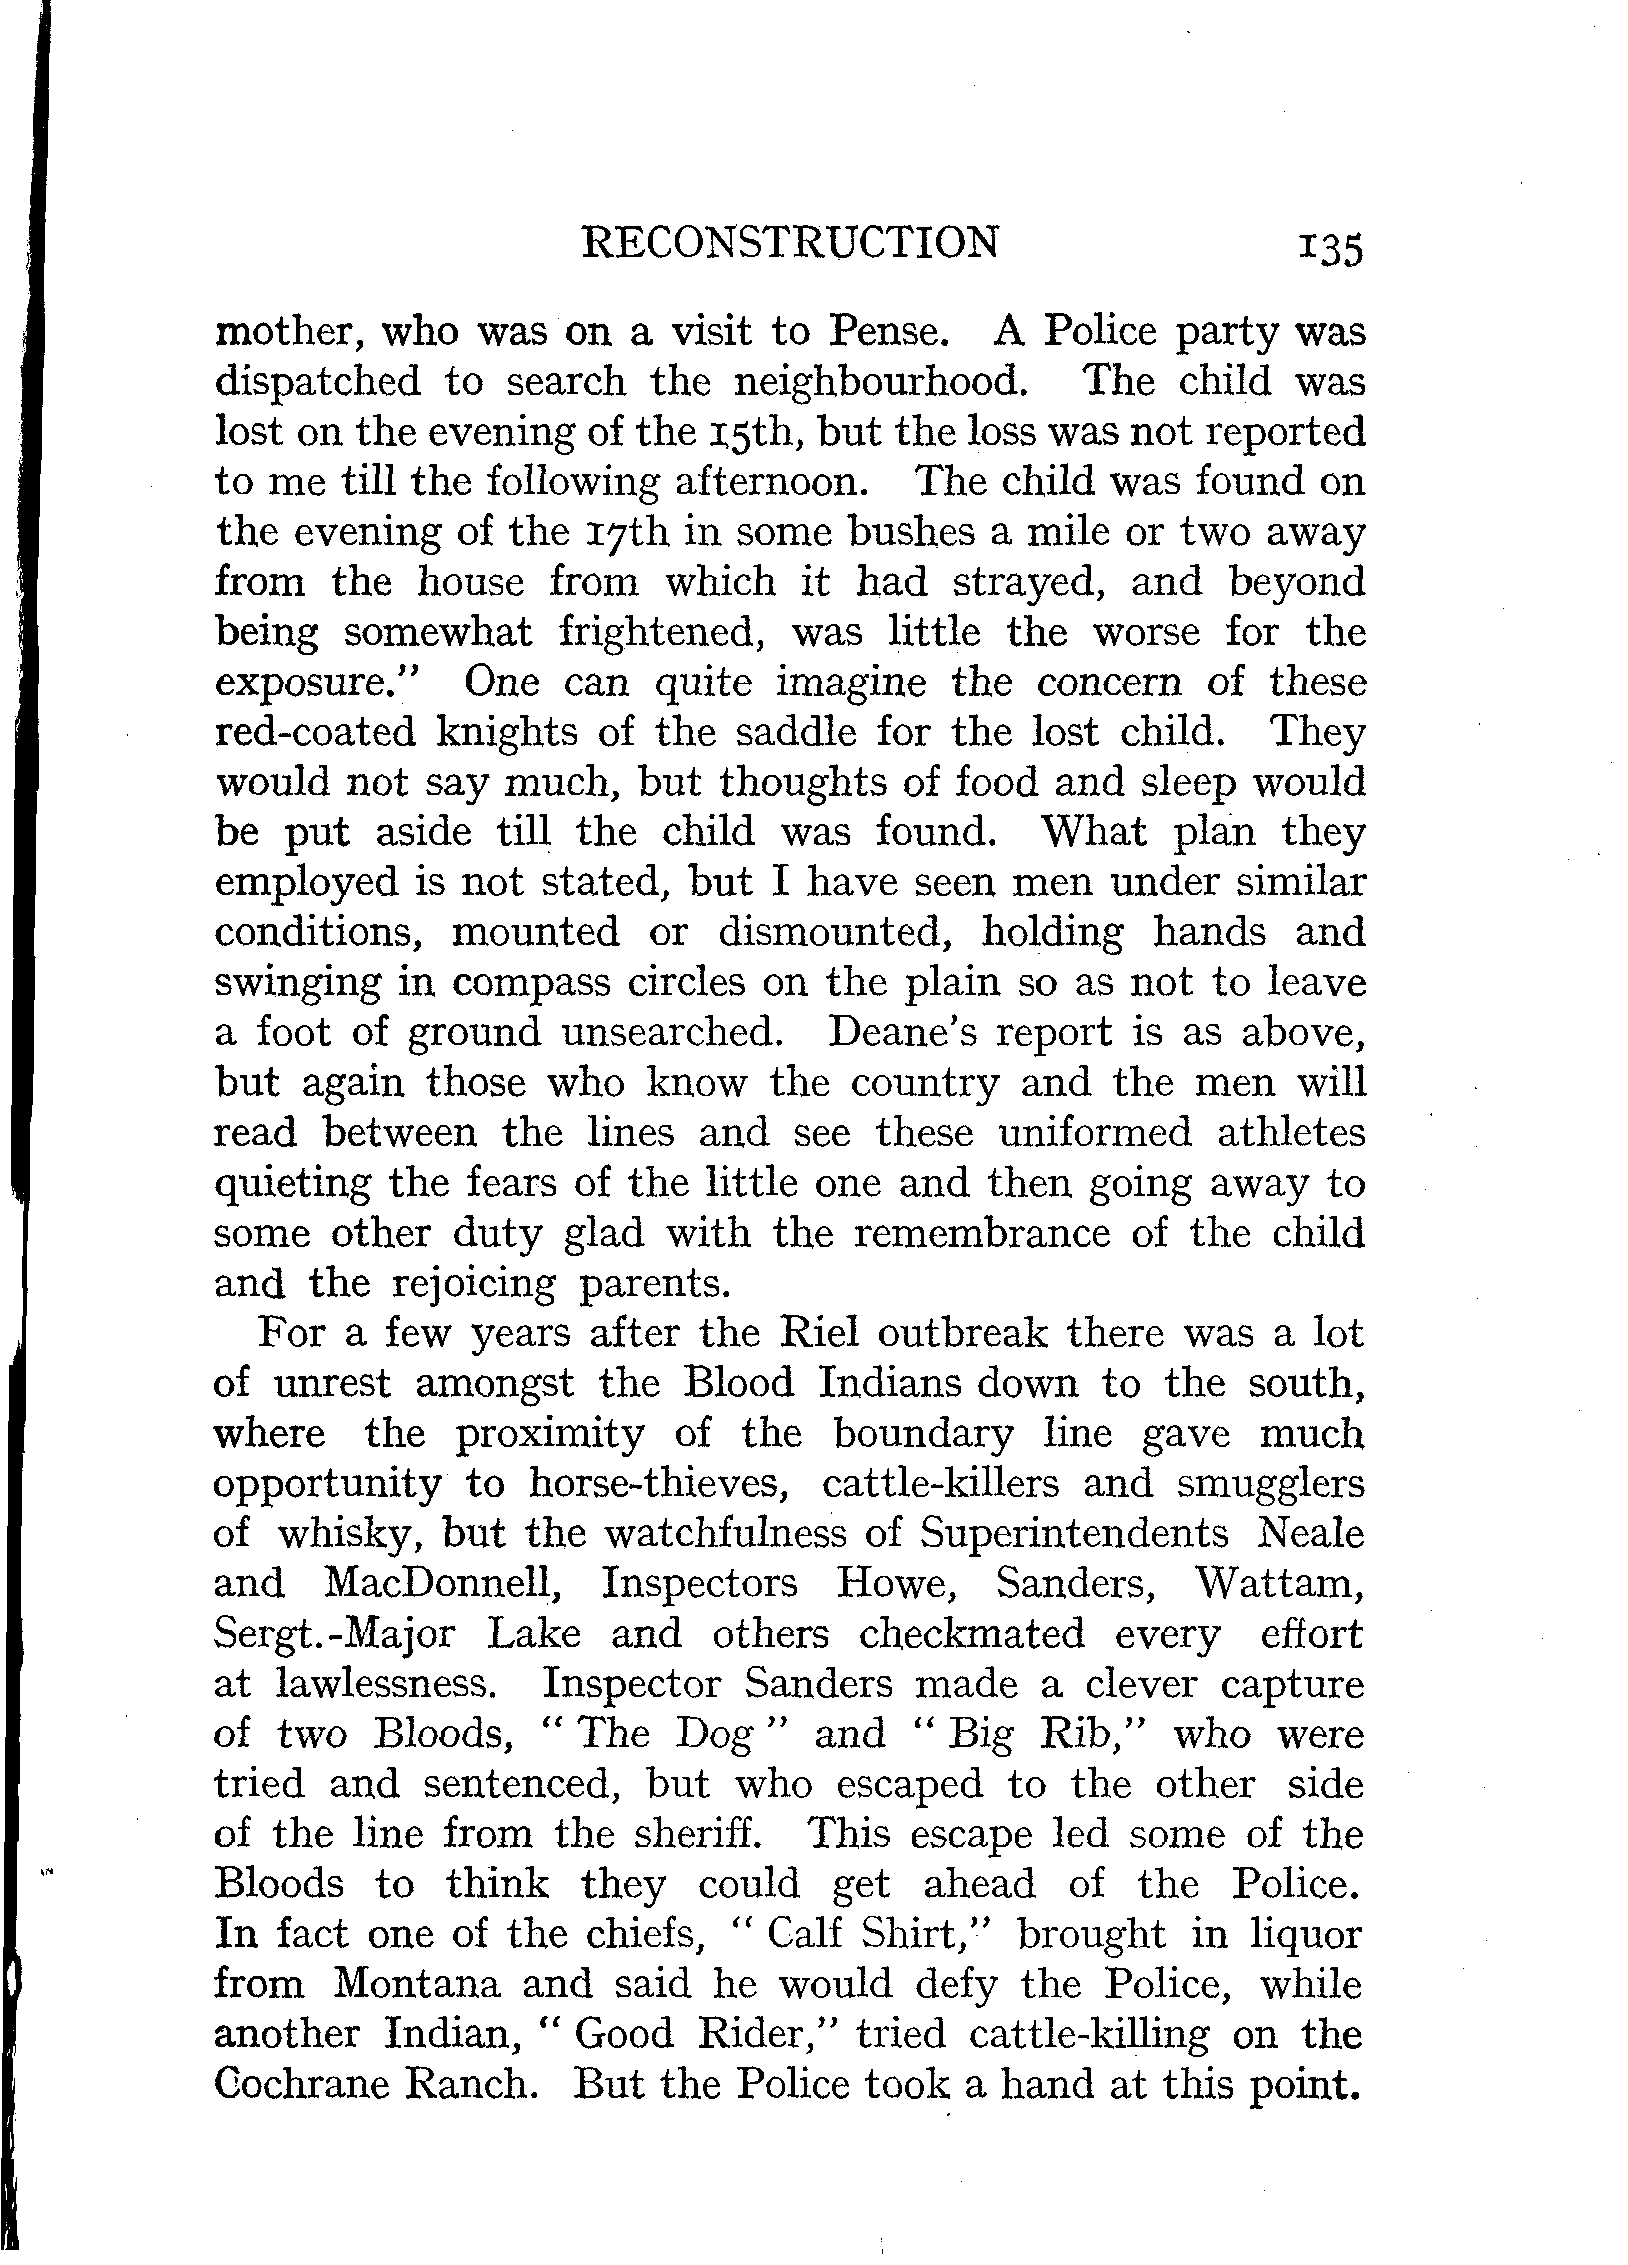 RECONSTRUCTION 135
mother, who was on a visit to Pense. A Police party was
dispatched to search the neighbourhood. The child was
lost on the evening of the 15th, but the loss was not reported
to me till the following afternoon. The child was found on
the evening of the 17th in some bushes a mile or two away
from the house from which it had strayed, and beyond
being somewhat frightened, was little the worse for the
exposure.” One can quite imagine the concern of these
red-coated knights of the saddle for the lost child. They
would not say much, but thoughts of food and sleep would
be put aside till the child was found. What plan they
employed is not stated, but I have seen men under similar
conditions, mounted or dismounted, holding hands and
swinging in compass circles on the plain so as not to leave
a foot of ground unsearched. Deane's report is as above,
but again those who know the country and the men will
read between the lines and see these uniformed athletes
quieting the fears of the little one and then going away to
some other duty glad with the remembrance of the child
and the rejoicing parents.
For a few years after the Riel outbreak there was a lot
of unrest amongst the Blood Indians down to the south,
where the proximity of the boundary line gave much
opportunity to horse-thieves, cattle-killers and smugglers
of whisky, but the watchfulness of Superintendents Neale
and MacDonnell, Inspectors Howe, Sanders, Wattam,
Sergt.-Major Lake and others checkmated every effort
at lawlessness. Inspector Sanders made a clever capture
of two Bloods, “ The Dog ” and “ Big Rib,” who were
tried and sentenced, but who escaped to the other side
of the line from the sheriff. This escape led some of the
Bloods to think they could get ahead of the Police.
In fact one of the chiefs, “ Calf Shirt,” brought in liquor
from Montana and said he would defy the Police, while
another Indian, “ Good Rider,” tried cattle-killing on the
Cochrane Ranch. But the Police took a hand at this point.